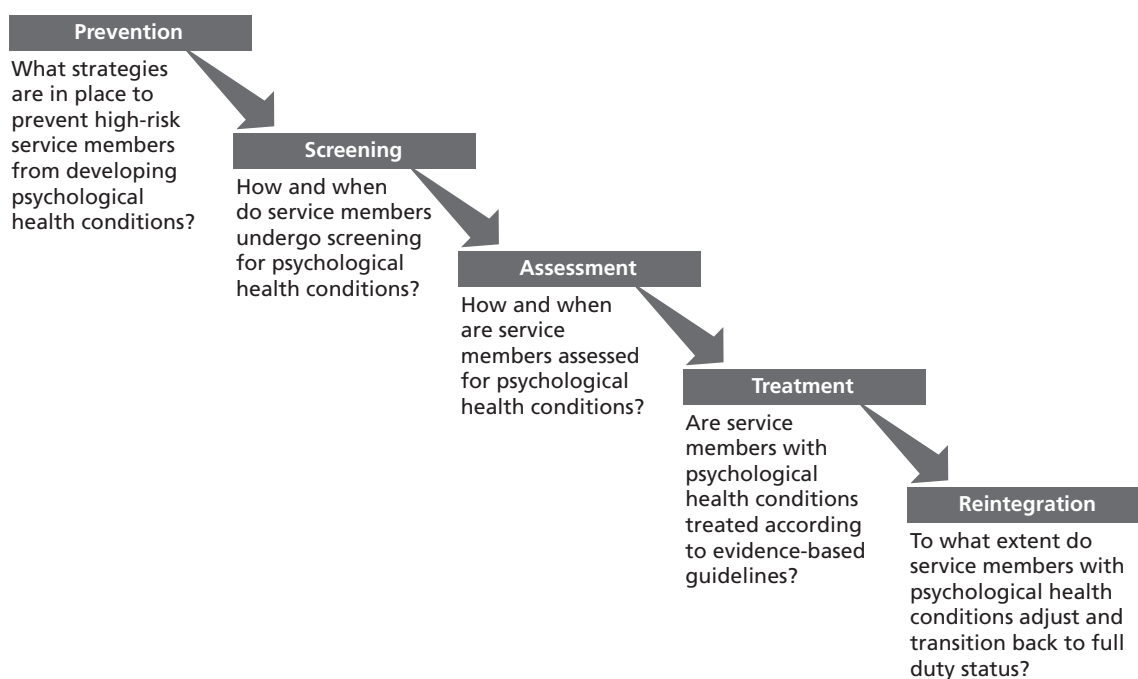 Prevention
What strategies
are in place to
prevent high-risk
service members
from developing
psychological
health conditions?
Screening
How and when
do service members
undergo screening
for psychological
health conditions?
Assessment
How and when
are service
members assessed
for psychological
health conditions?
Treatment
Are service
members with
psychological
health conditions
treated according
to evidence-based
guidelines?
Reintegration
To what extent do
service members with
psychological health
conditions adjust and
transition back to full
duty status?